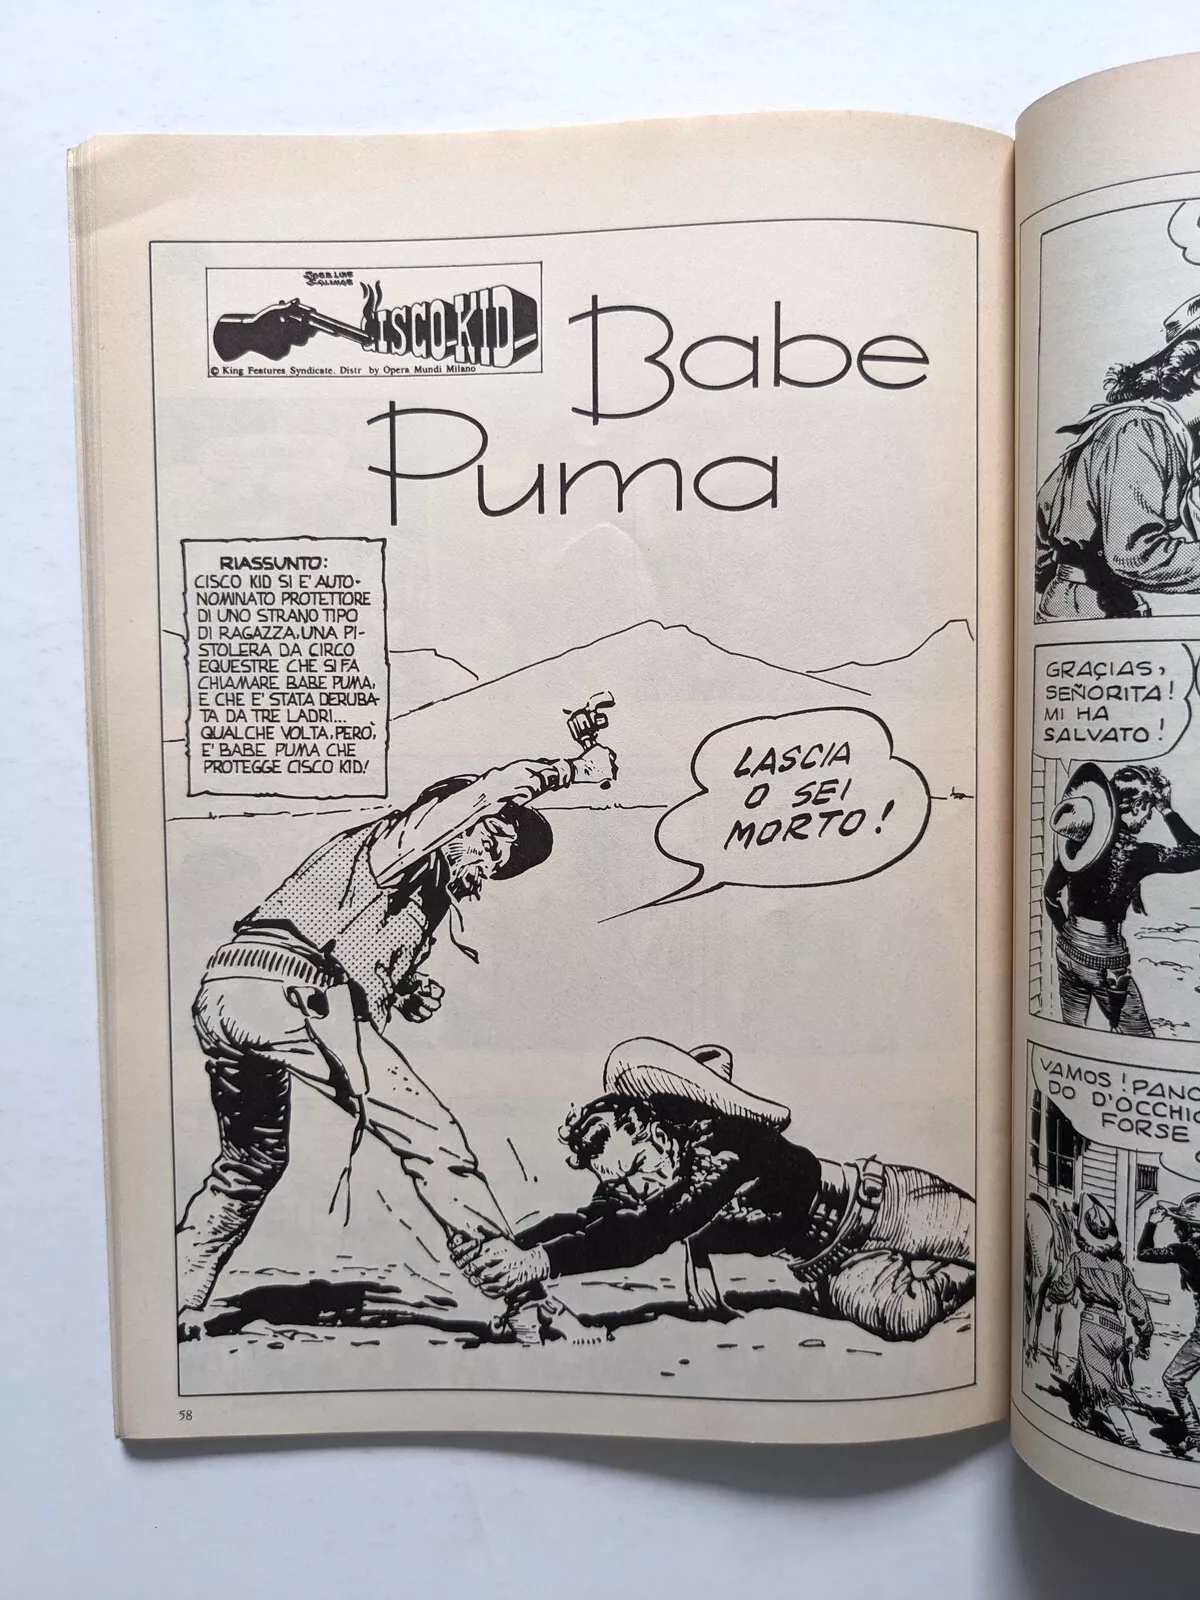 CISCO KID
© King Features Syndicate. Distr by Opera Mundi Milano
Babe
Puma
RIASSUNTO:
CISCO KID SI E' AUTO-
NOMINATO PROTETTORE
DI UNO STRANO TIPO
DI RAGAZZA, UNA PI-
STOLERA DA CIRCO
EQUESTRE CHE SI FA
CHIAMARE BABE PUMA,
E CHE E' STATA DERUBA-
TA DA TRE LADRI...
QUALCHE VOLTA, PERÒ,
E' BABE PUMA CHE
PROTEGGE CISCO KID!
LASCIA
O SEI
MORTO!
58
GRAÇIAS,
SEÑORITA!
MI HA
SALVATO!
VAMOS! PANC
DO D'OCCHIO
FORSE